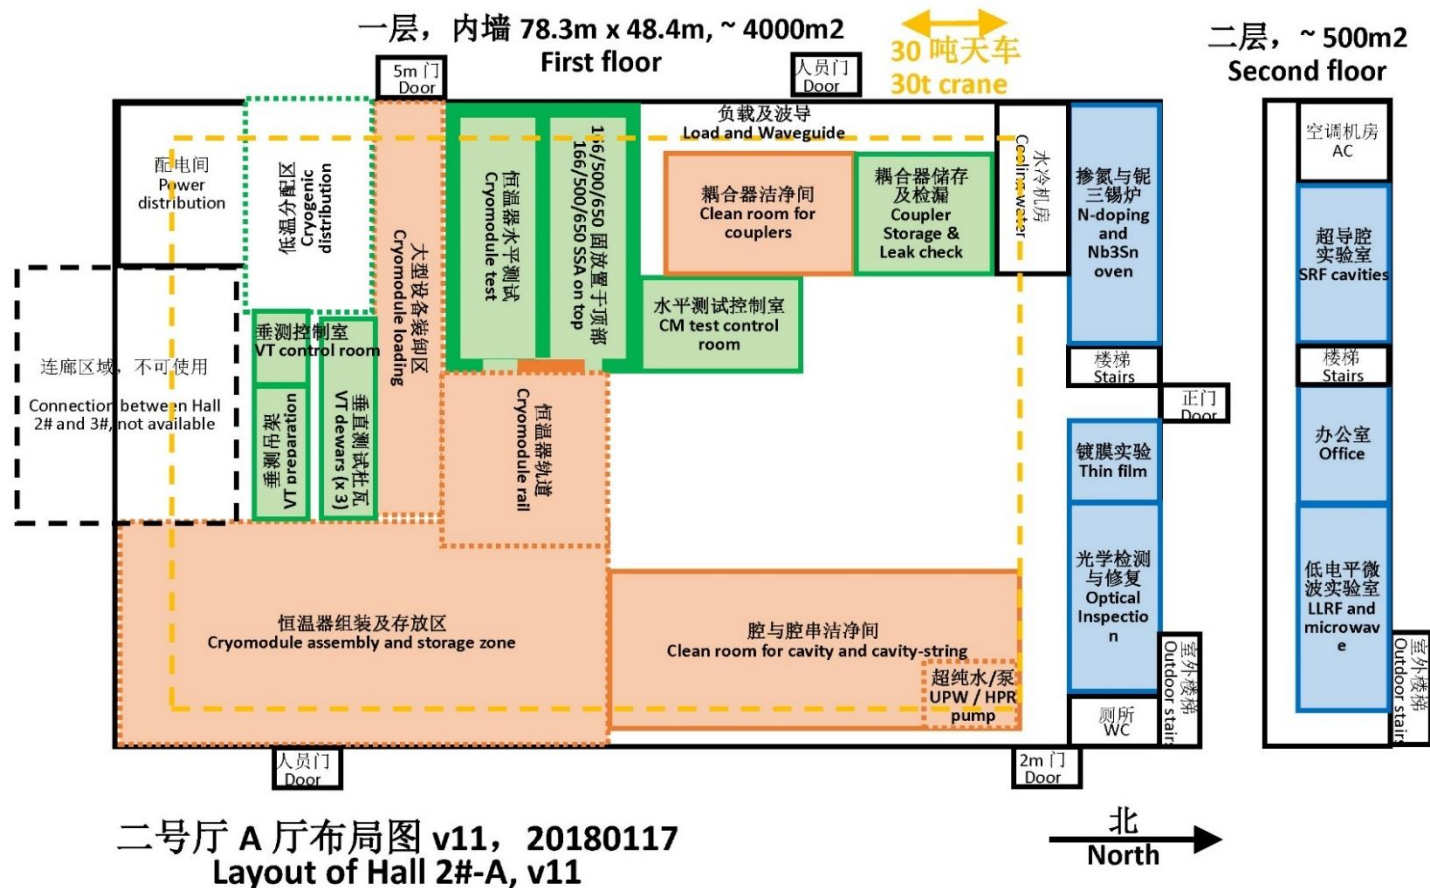 一层，内墙 78.3m x 48.4m, ~ 4000m2
First floor
30 吨天车
30t crane
二层，~ 500m2
Second floor
5m 门
Door
人员门
Door
配电间
Power
distribution
低温分配区
Cryogenic
distribution
大型设备装卸区
Cryomodule loading
恒温器水平测试
Cryomodule test
166/500/650 固放置于顶部
166/500/650 SSA on top
负载及波导
Load and Waveguide
耦合器洁净间
Clean room for
couplers
耦合器储存
及检漏
Coupler
Storage &
Leak check
水冷机房
Cooling water
掺氮与铌
三锡炉
N-doping
and
Nb3Sn
oven
空调机房
AC
超导腔
实验室
SRF cavities
连廊区域，不可使用
Connection between Hall
2# and 3#, not available
垂测控制室
VT control room
垂测吊架
VT preparation
垂直测试杜瓦
VT dewars (x 3)
恒温器轨道
Cryomodule rail
水平测试控制室
CM test control
room
楼梯
Stairs
正门
Door
楼梯
Stairs
镀膜实验
Thin film
办公室
Office
光学检测
与修复
Optical
Inspectio
n
低电平微
波实验室
LLRF and
microwav
e
恒温器组装及存放区
Cryomodule assembly and storage zone
腔与腔串洁净间
Clean room for cavity and cavity-string
超纯水/泵
UPW / HPR
pump
厕所
WC
室外楼梯
Outdoor stairs
室外楼梯
Outdoor stairs
人员门
Door
2m 门
Door
二号厅 A 厅布局图 v11，20180117
Layout of Hall 2#-A, v11
北
North